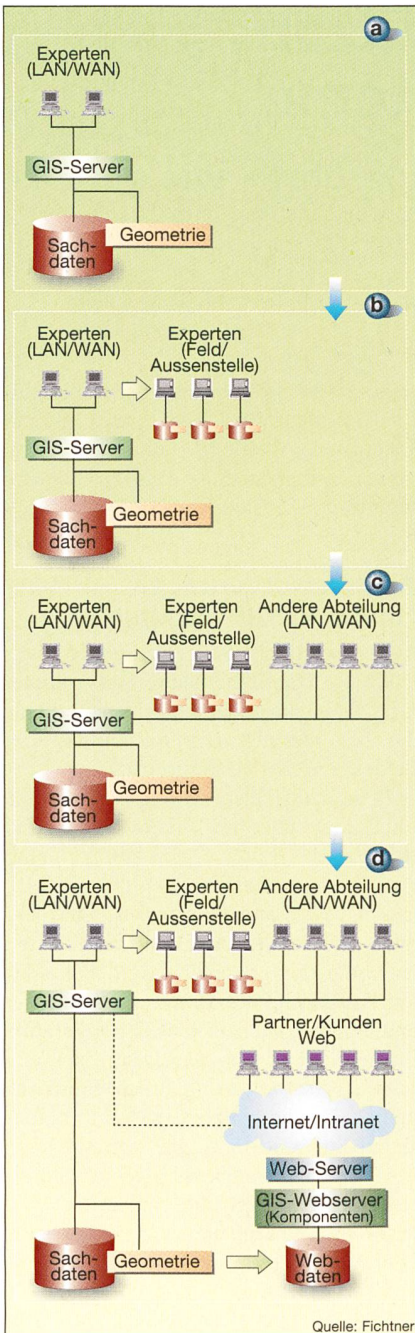 a
Experten
(LAN/WAN)
GIS-Server
Sach-
daten
Geometrie
b
Experten
(LAN/WAN)
Experten
(Feld/
Aussenstelle)
GIS-Server
Sach-
daten
Geometrie
c
Experten
(LAN/WAN)
Experten
(Feld/
Aussenstelle)
Andere Abteilung
(LAN/WAN)
GIS-Server
Sach-
daten
Geometrie
d
Experten
(LAN/WAN)
Experten
(Feld/
Aussenstelle)
Andere Abteilung
(LAN/WAN)
GIS-Server
Partner/Kunden
Web
Internet/Intranet
Web-Server
GIS-Webserver
(Komponenten)
Sach-
daten
Geometrie
Web-
daten
Quelle: Fichtner